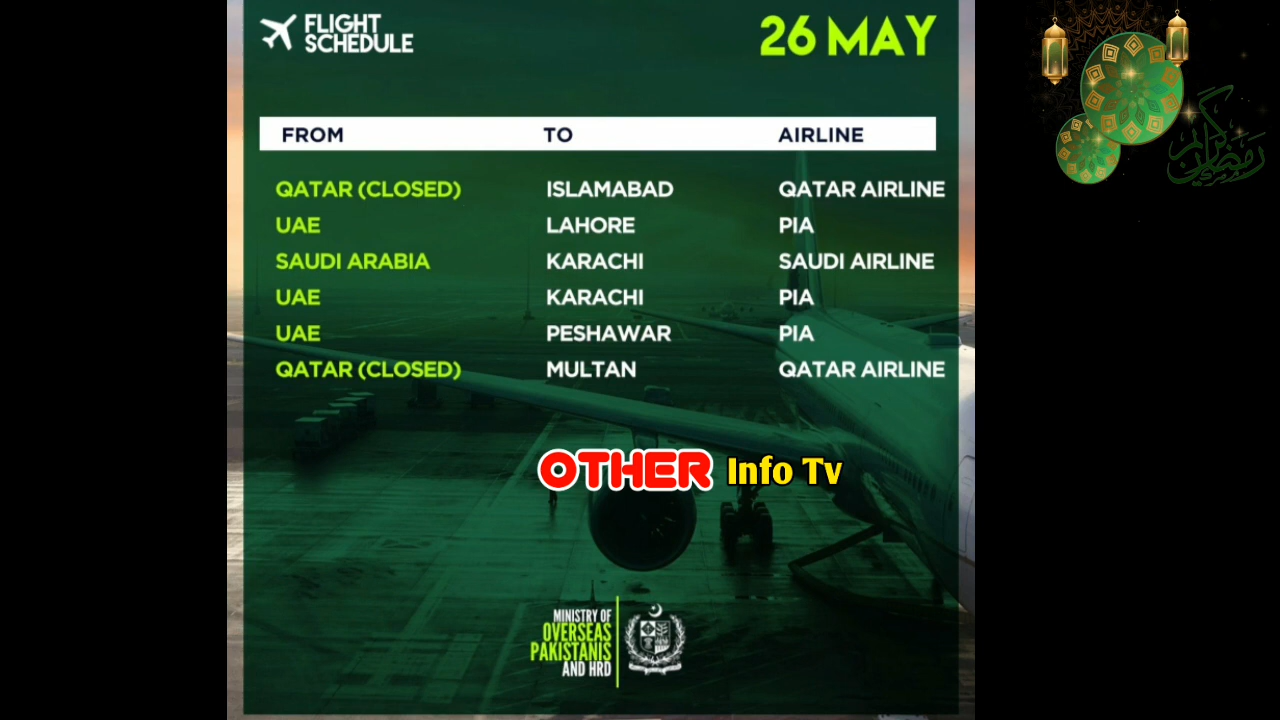 FLIGHT
SCHEDULE
26 MAY
FROM TO AIRLINE
QATAR (CLOSED) ISLAMABAD QATAR AIRLINE
UAE LAHORE PIA
SAUDI ARABIA KARACHI SAUDI AIRLINE
UAE KARACHI PIA
UAE PESHAWAR PIA
QATAR (CLOSED) MULTAN QATAR AIRLINE
OTHER Info Tv
MINISTRY OF
OVERSEAS
PAKISTANIS
AND HRD
رمضان كريم